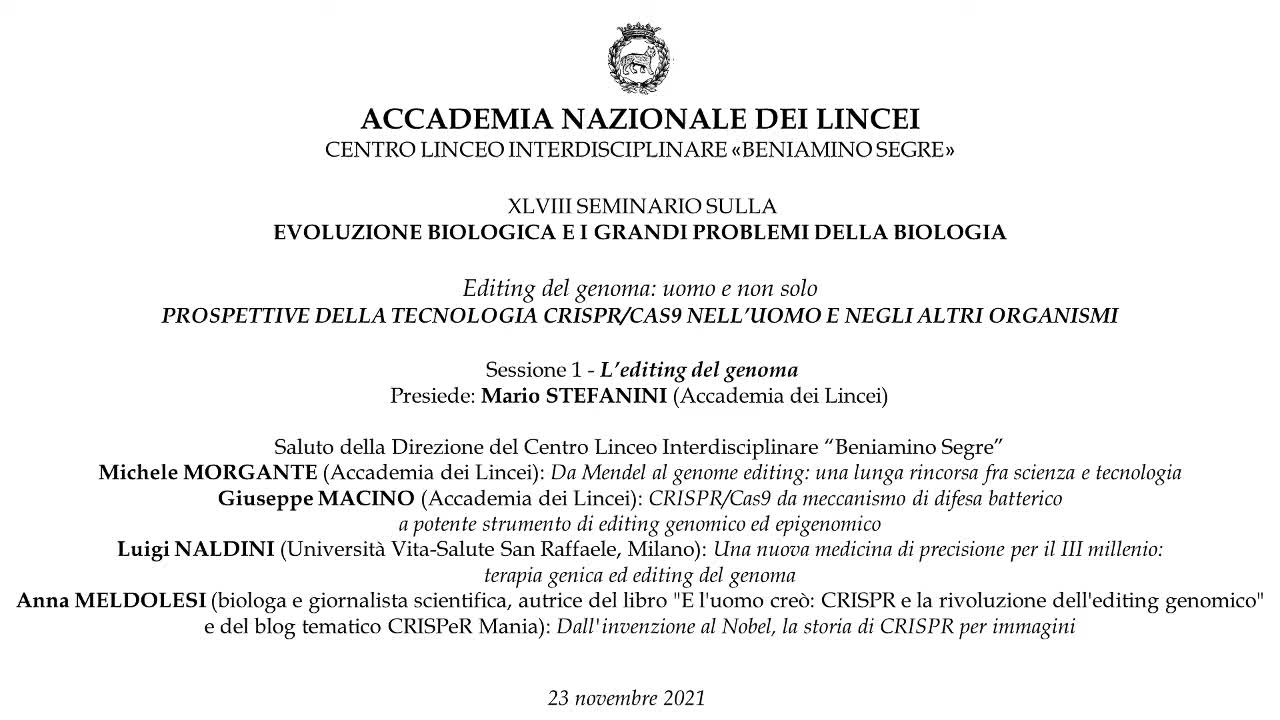 ACCADEMIA NAZIONALE DEI LINCEI
CENTRO LINCEO INTERDISCIPLINARE «BENIAMINO SEGRE»
XLVIII SEMINARIO SULLA
EVOLUZIONE BIOLOGICA E I GRANDI PROBLEMI DELLA BIOLOGIA
Editing del genoma: uomo e non solo
PROSPETTIVE DELLA TECNOLOGIA CRISPR/CAS9 NELL’UOMO E NEGLI ALTRI ORGANISMI
Sessione 1 - L’editing del genoma
Presiede: Mario STEFANINI (Accademia dei Lincei)
Saluto della Direzione del Centro Linceo Interdisciplinare “Beniamino Segre”
Michele MORGANTE (Accademia dei Lincei): Da Mendel al genome editing: una lunga rincorsa fra scienza e tecnologia
Giuseppe MACINO (Accademia dei Lincei): CRISPR/Cas9 da meccanismo di difesa batterico
a potente strumento di editing genomico ed epigenomico
Luigi NALDINI (Università Vita-Salute San Raffaele, Milano): Una nuova medicina di precisione per il III millenio:
terapia genica ed editing del genoma
Anna MELDOLESI (biologa e giornalista scientifica, autrice del libro "E l'uomo creò: CRISPR e la rivoluzione dell'editing genomico"
e del blog tematico CRISPeR Mania): Dall'invenzione al Nobel, la storia di CRISPR per immagini
23 novembre 2021